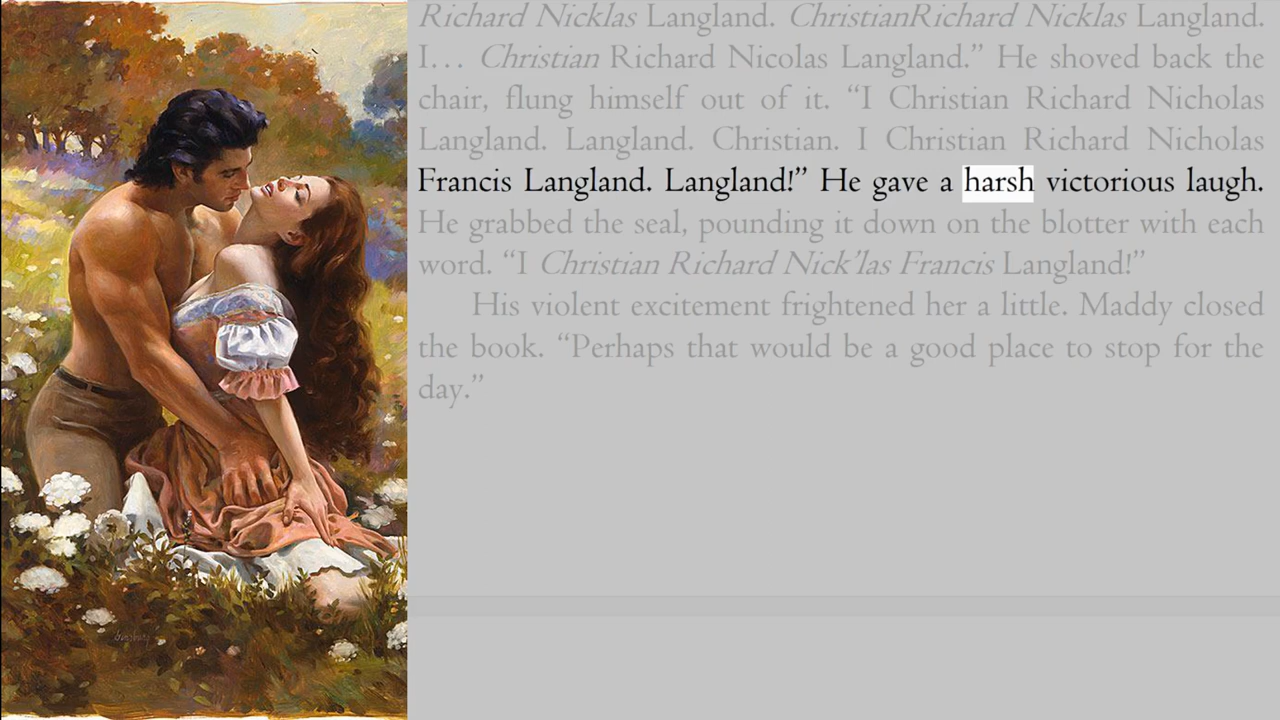 Richard Nicklas Langland. ChristianRichard Nicklas Langland.
I… Christian Richard Nicolas Langland.” He shoved back the
chair, flung himself out of it. “I Christian Richard Nicholas
Langland. Langland. Christian. I Christian Richard Nicholas
Francis Langland. Langland!” He gave a harsh victorious laugh.
He grabbed the seal, pounding it down on the blotter with each
word. “I Christian Richard Nick’las Francis Langland!”
His violent excitement frightened her a little. Maddy closed
the book. “Perhaps that would be a good place to stop for the
day.”